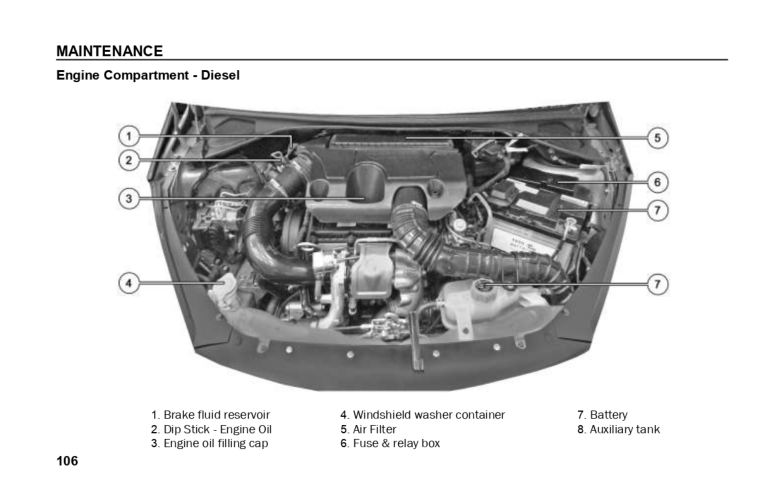 MAINTENANCE
Engine Compartment - Diesel
1
2
3
4
5
6
7
7
1. Brake fluid reservoir
2. Dip Stick - Engine Oil
3. Engine oil filling cap
4. Windshield washer container
5. Air Filter
6. Fuse & relay box
7. Battery
8. Auxiliary tank
106